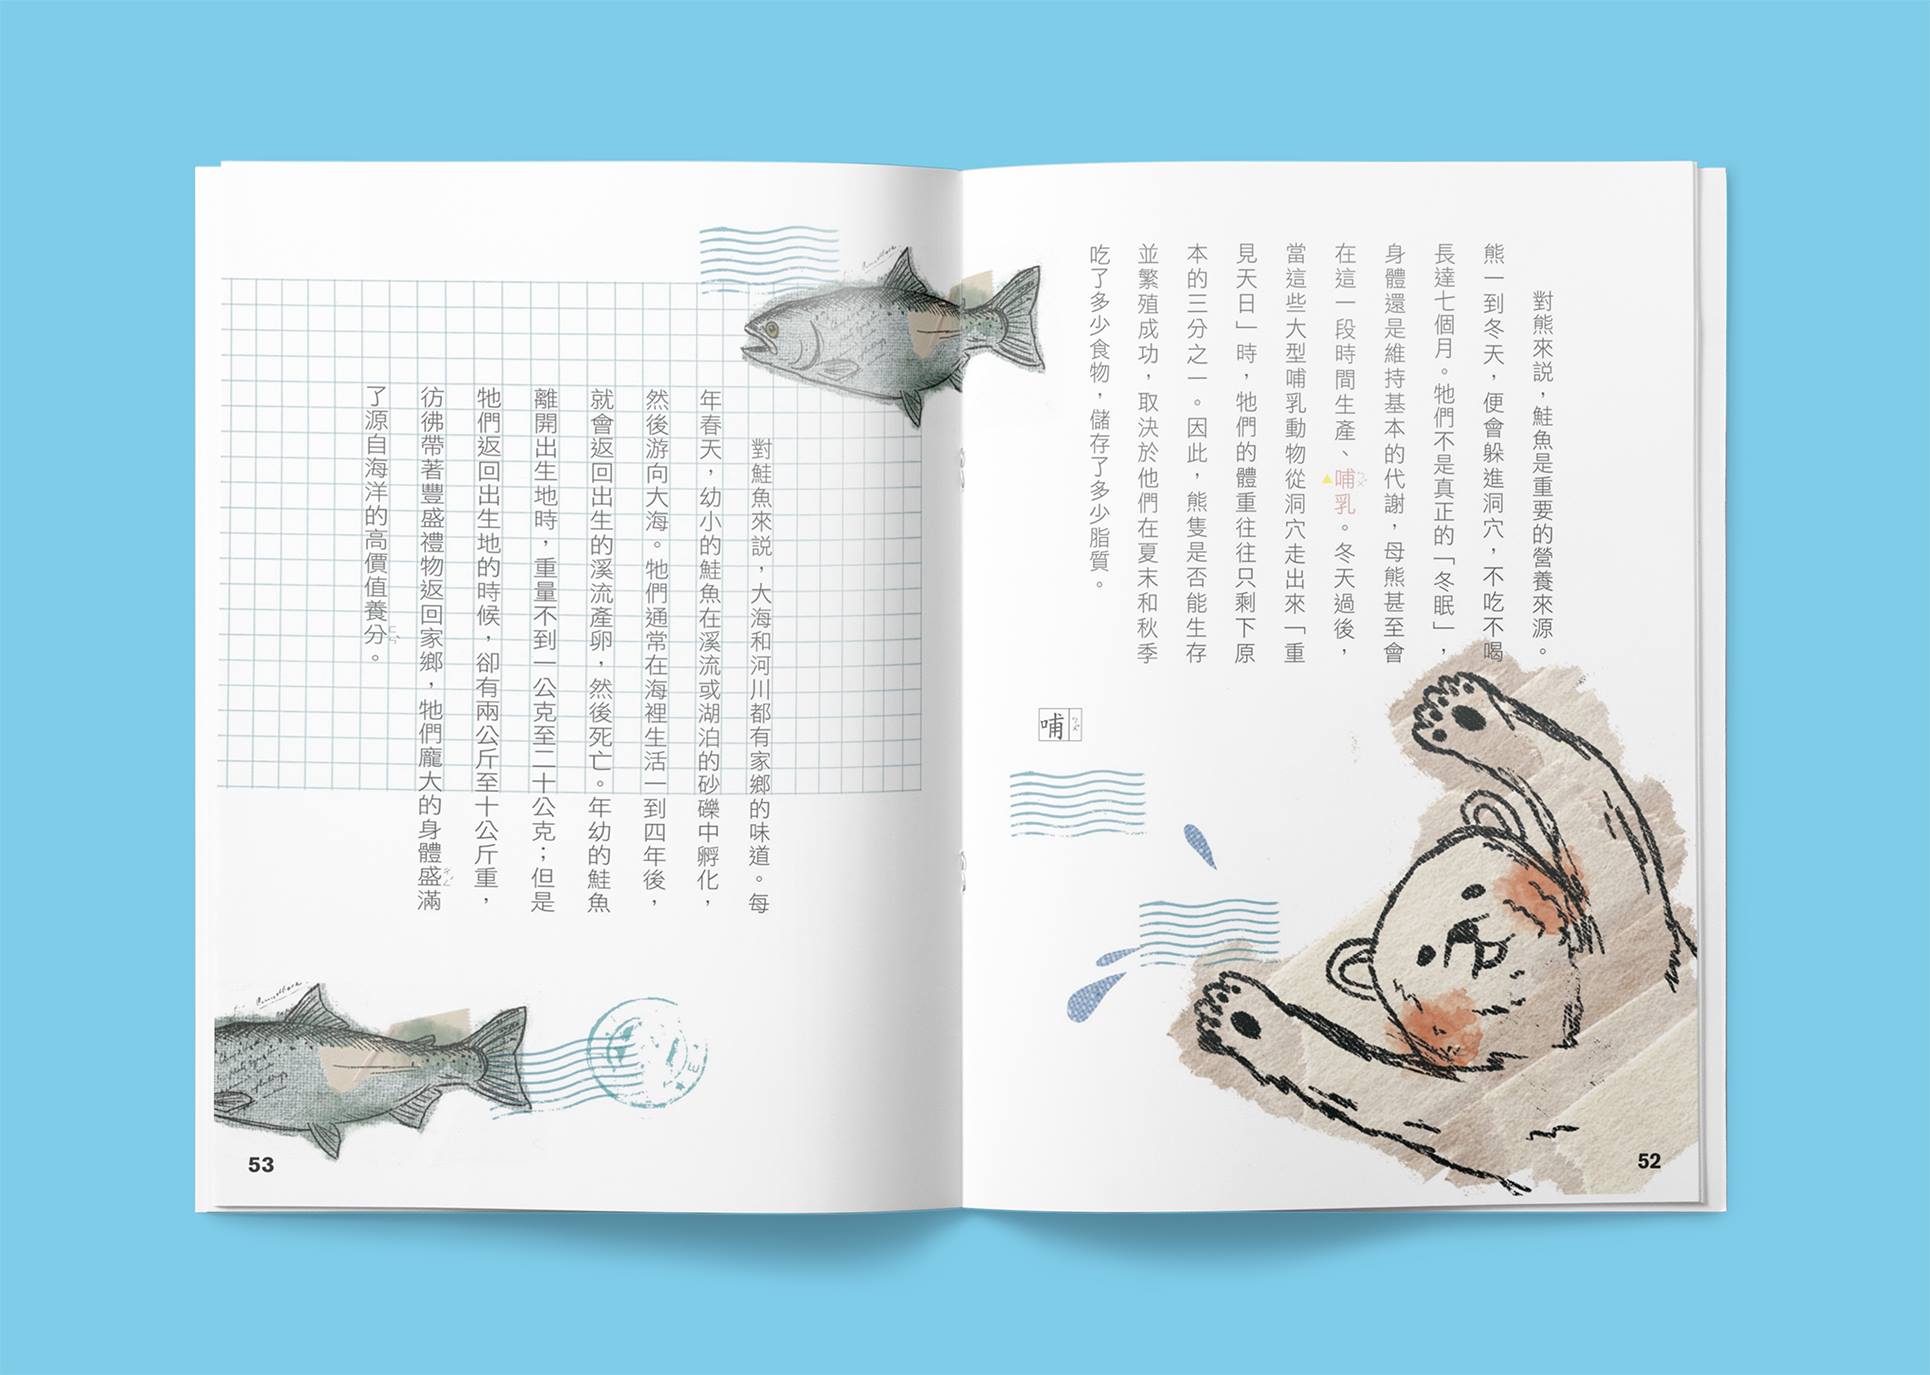 對熊來説，鮭魚是重要的營養來源。
熊一到冬天，便會躲進洞穴，不吃不喝
長達七個月。牠們不是真正的「冬眠」，
身體還是維持基本的代謝，母熊甚至會
在這一段時間生產、哺乳。冬天過後，
當這些大型哺乳動物從洞穴走出來「重
見天日」時，牠們的體重往往只剩下原
本的三分之一。因此，熊隻是否能生存
並繁殖成功，取決於他們在夏末和秋季
吃了多少食物，儲存了多少脂質。
哺
52
對鮭魚來説，大海和河川都有家鄉的味道。每
年春天，幼小的鮭魚在溪流或湖泊的砂礫中孵化，
然後游向大海。牠們通常在海裡生活一到四年後，
就會返回出生的溪流產卵，然後死亡。年幼的鮭魚
離開出生地時，重量不到一公克至二十公克；但是
牠們返回出生地的時候，卻有兩公斤至十公斤重，
彷彿帶著豐盛禮物返回家鄉，牠們龐大的身體盛滿
了源自海洋的高價值養分。
53